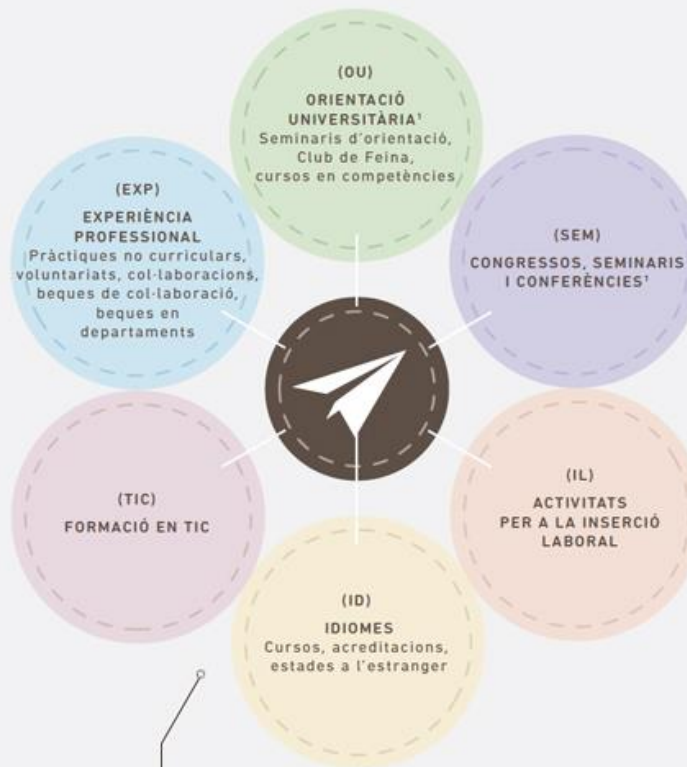 (OU)
ORIENTACIÓ
UNIVERSITÀRIA¹
Seminaris d'orientació,
Club de Feina,
cursos en competències
(EXP)
EXPERIÈNCIA
PROFESSIONAL
Pràctiques no curriculars,
voluntariats, col·laboracions,
beques de col·laboració,
beques en
departaments
(SEM)
CONGRESSOS, SEMINARIS
I CONFERÈNCIES¹
(TIC)
FORMACIÓ EN TIC
(IL)
ACTIVITATS
PER A LA INSERCIÓ
LABORAL
(ID)
IDIOMES
Cursos, acreditacions,
estades a l'estranger